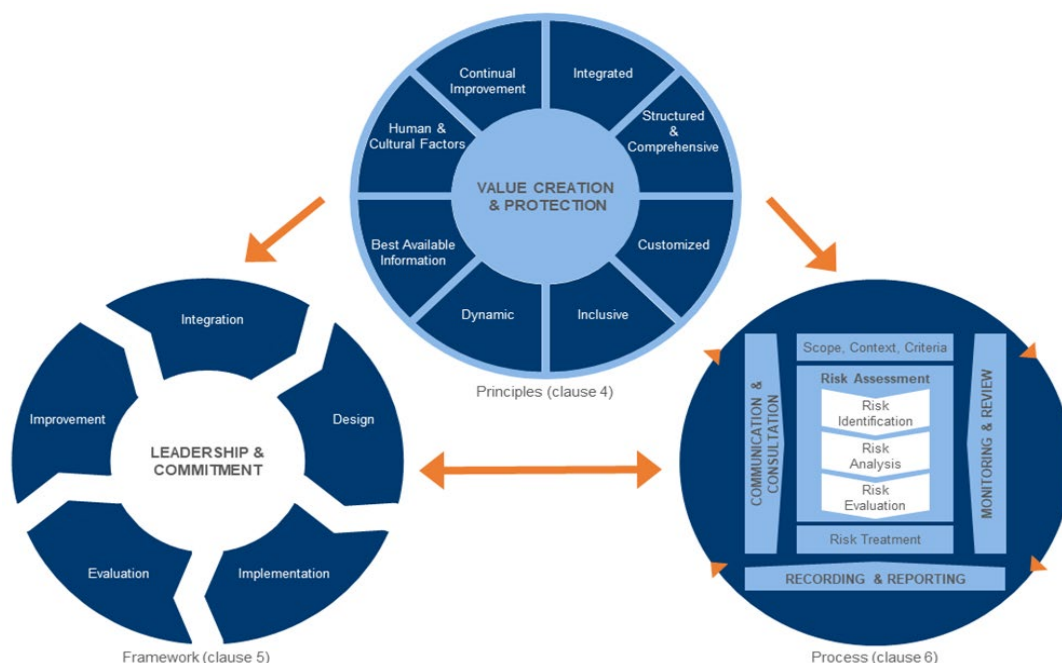 Continual
Improvement
Integrated
Human &
Cultural Factors
Structured
&
Comprehensive
VALUE CREATION
& PROTECTION
Best Available
Information
Customized
Dynamic
Inclusive
Principles (clause 4)
Integration
Improvement
Design
LEADERSHIP &
COMMITMENT
Evaluation
Implementation
Framework (clause 5)
Scope, Context, Criteria
COMMUNICATION &
CONSULTATION
Risk Assessment
Risk
Identification
Risk
Analysis
Risk
Evaluation
MONITORING & REVIEW
Risk Treatment
RECORDING & REPORTING
Process (clause 6)